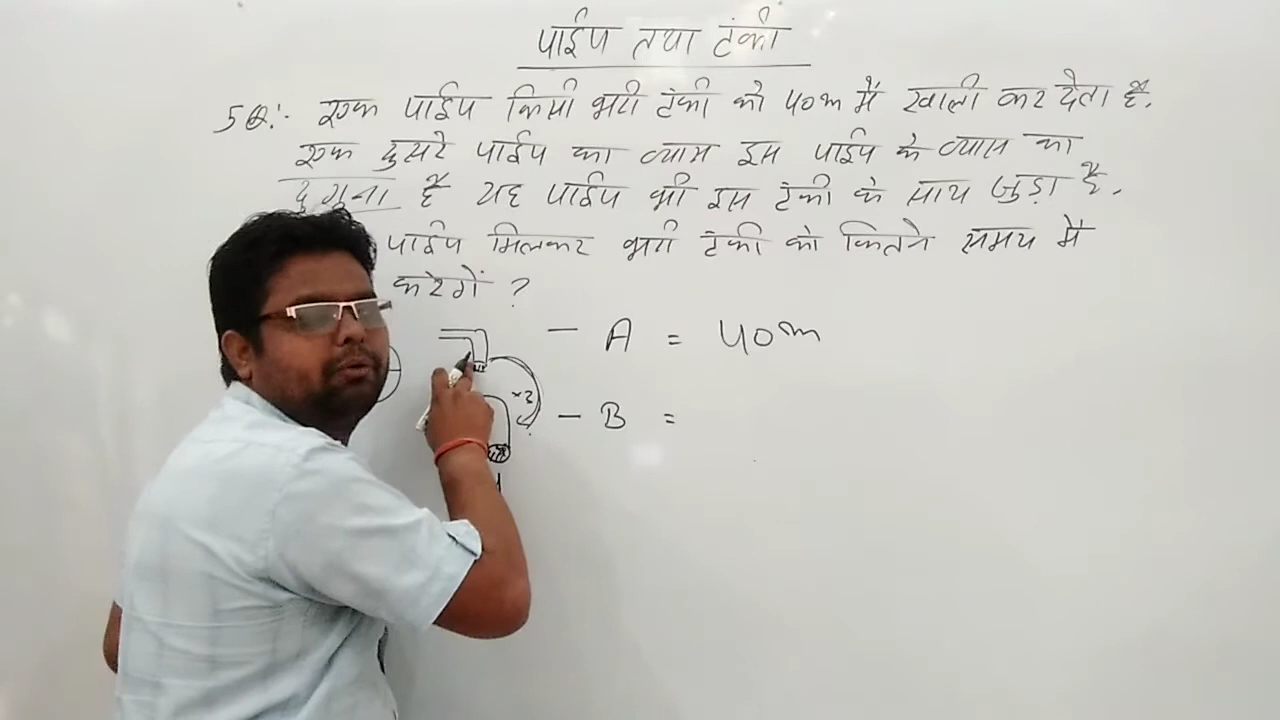 पाईप तथा टंकी
5Q:- एक पाईप किसी भरी टंकी को 40m में खाली कर देता है.
एक दुसरे पाईप का व्यास इस पाईप के व्यास का
दुगुना है यह पाईप भी इस टंकी के साथ जुड़ा है.
पाईप मिलकर भरी टंकी को कितने समय में
करेगें ?
— A = 40m
×2
— B =